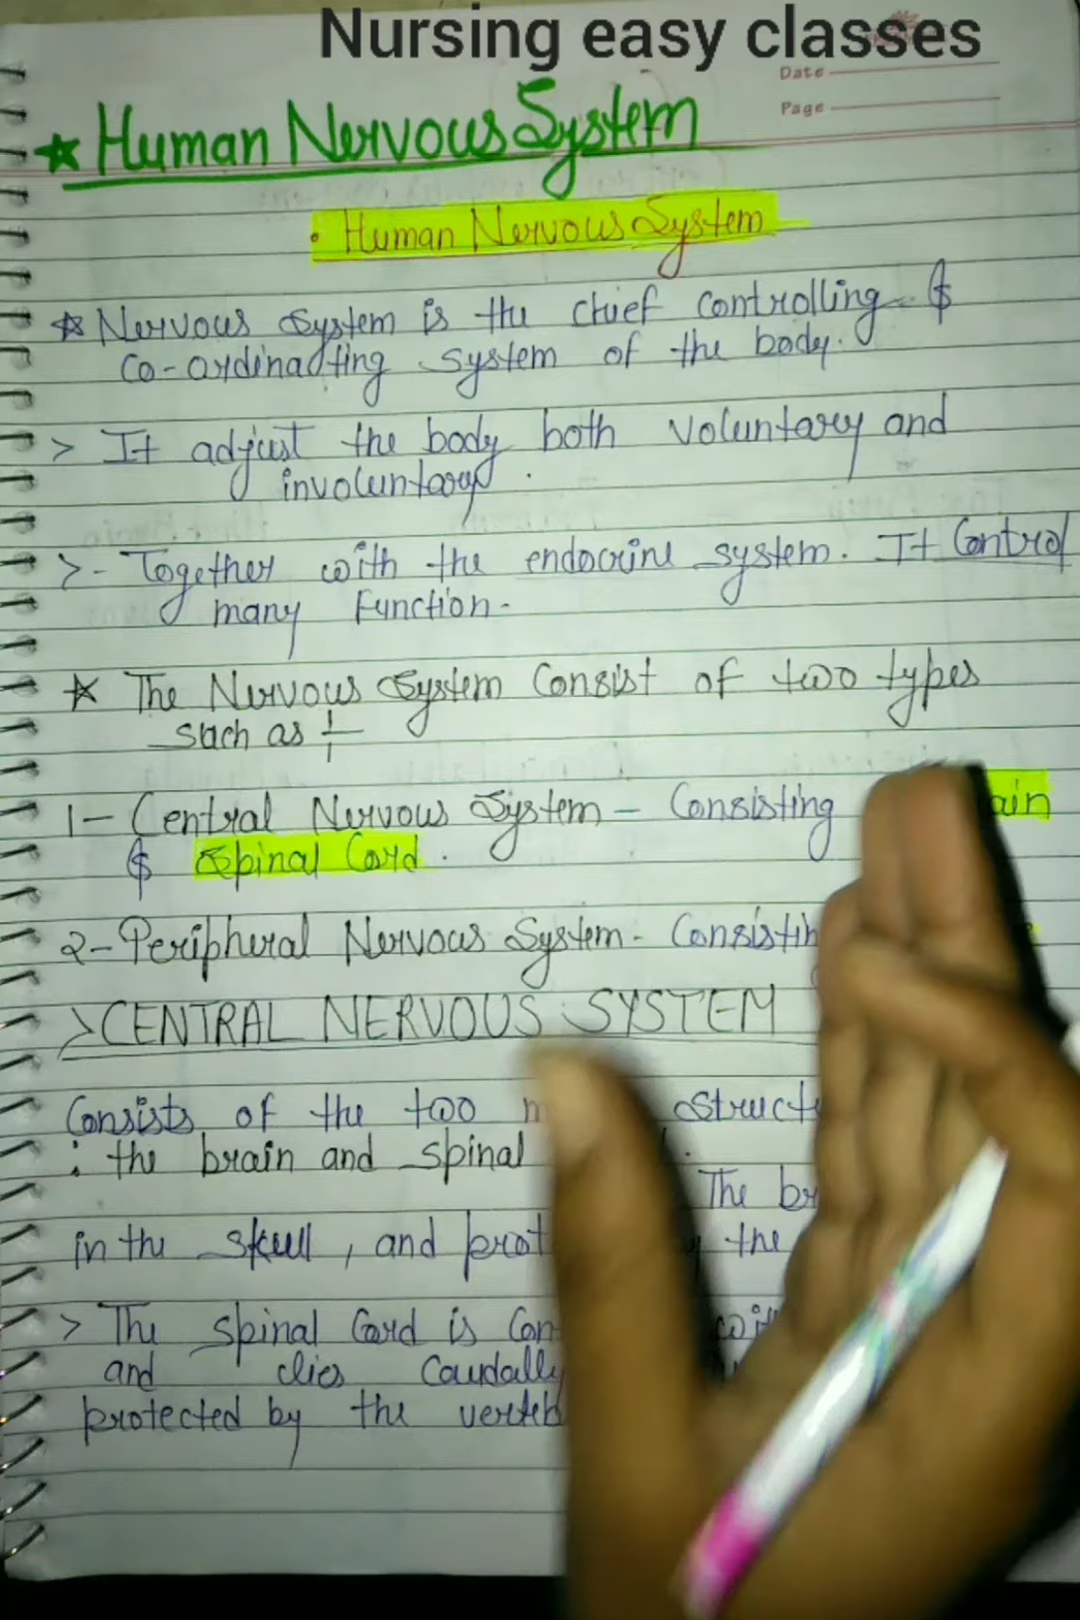 Nursing easy classes
Date
Page
★ Human Nervous System
• Human Nervous System
☆ Nervous System is the chief controlling &
co-ordinadting system of the body.
> It adjust the body both voluntary and
involuntary.
>- Together with the endocrine system. It Control
many Function-
☆ The Nervous System Consist of two types
such as ÷
1- Central Nervous System - Consisting
& Spinal Cord.
2- Peripheral Nervous System-
> CENTRAL NERVOUS SYSTEM
Consists of the two
: the brain and spinal
The
in the skull, and the
> The spinal Cord is
and clies Caudally
protected by the